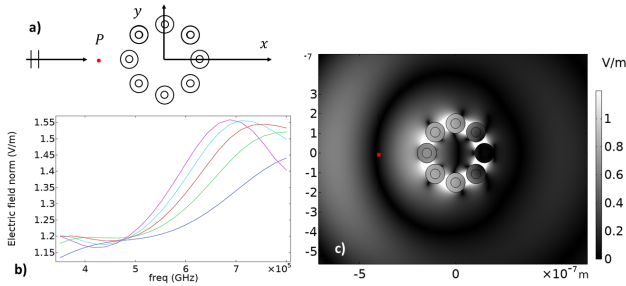 a)
y
P
x
-7
V/m
Electric field norm (V/m)
1.55
1.5
1.45
1.4
1.35
1.3
1.25
1.2
1.15
4 5 6 7 ×10⁵
freq (GHz)
b)
4
3
2
1
0
-1
-2
-3
-4
-5
c)
-5 0 ×10⁻⁷ m
1
0.8
0.6
0.4
0.2
0